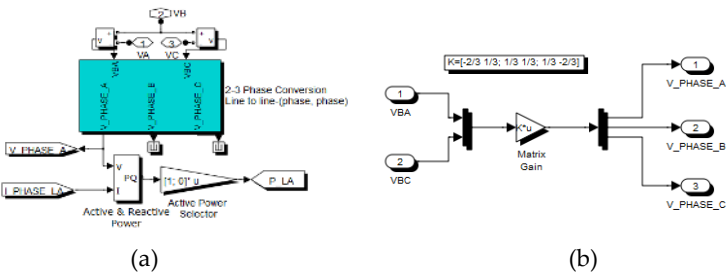 2 VB
v
v
1
3
VA
VC
VBA
VBC
V_PHASE_A
V_PHASE_B
V_PHASE_C
2-3 Phase Conversion
Line to line-(phase, phase)
V_PHASE_A
I_PHASE_LA
V
I
PQ
Active & Reactive
Power
[1; 0]* u
Active Power
Selector
P_LA
(a)
K=[-2/3 1/3; 1/3 1/3; 1/3 -2/3]
1
VBA
2
VBC
K*u
Matrix
Gain
1
V_PHASE_A
2
V_PHASE_B
3
V_PHASE_C
(b)